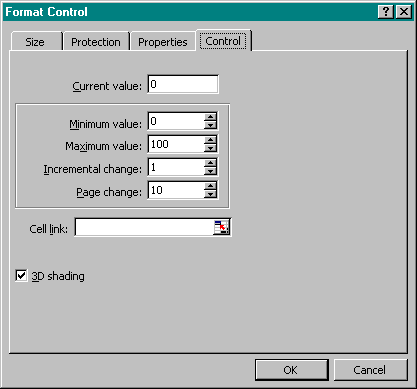 Format Control
Size Protection Properties Control
Current value: 0
Minimum value: 0
Maximum value: 100
Incremental change: 1
Page change: 10
Cell link:
3D shading
OK Cancel